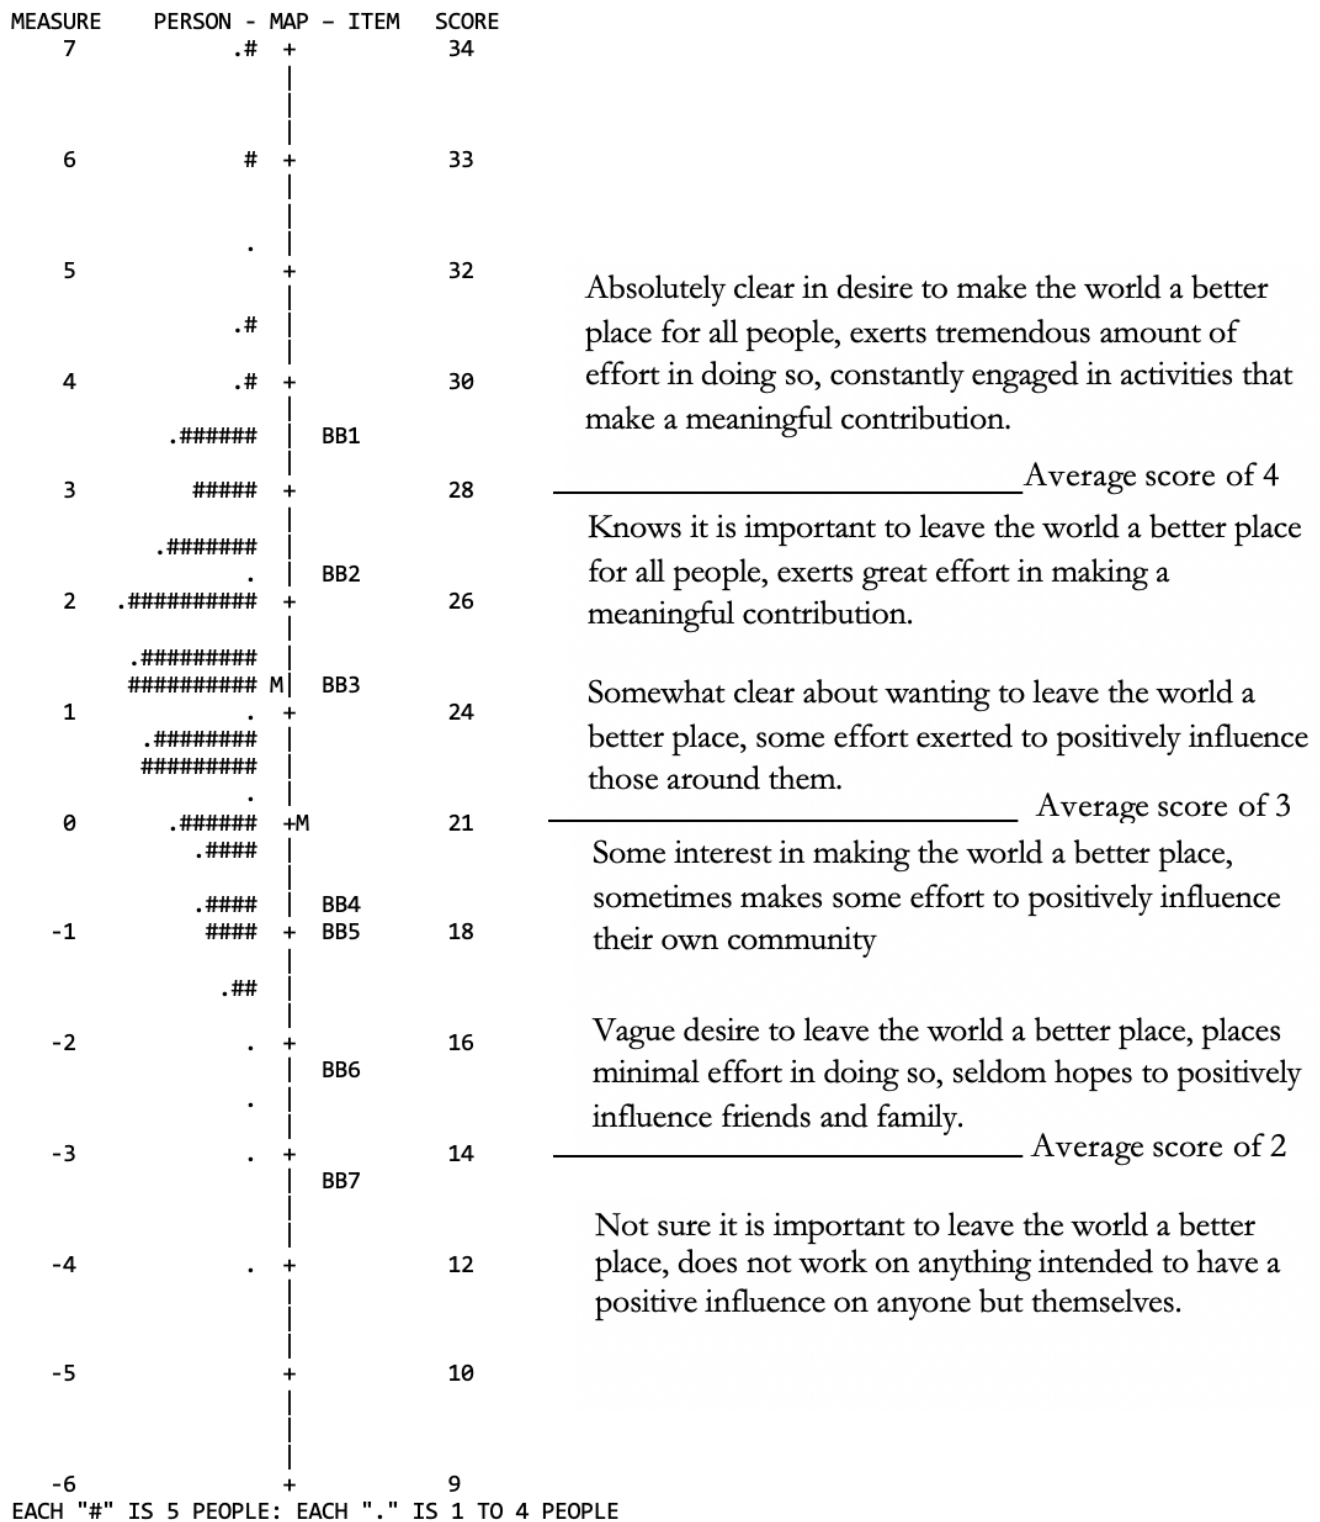 MEASURE PERSON - MAP – ITEM SCORE
7 .# + 34
|
|
|
6 # + 33
|
|
. |
5 + 32
|
.# |
|
4 .# + 30
|
.###### | BB1
|
3 ##### + 28 Average score of 4
|
.####### |
. | BB2
2 .########## + 26
|
.######### |
########## M| BB3
1 . + 24
.######## |
######### |
. |
0 .###### +M 21 Average score of 3
.#### |
|
.#### | BB4
-1 #### + BB5 18
|
.## |
|
-2 . + 16
| BB6
. |
|
-3 . + 14 Average score of 2
| BB7
|
|
-4 . + 12
|
|
|
-5 + 10
|
|
|
-6 + 9
EACH "#" IS 5 PEOPLE: EACH "." IS 1 TO 4 PEOPLE
Absolutely clear in desire to make the world a better
place for all people, exerts tremendous amount of
effort in doing so, constantly engaged in activities that
make a meaningful contribution.
Knows it is important to leave the world a better place
for all people, exerts great effort in making a
meaningful contribution.
Somewhat clear about wanting to leave the world a
better place, some effort exerted to positively influence
those around them.
Some interest in making the world a better place,
sometimes makes some effort to positively influence
their own community
Vague desire to leave the world a better place, places
minimal effort in doing so, seldom hopes to positively
influence friends and family.
Not sure it is important to leave the world a better
place, does not work on anything intended to have a
positive influence on anyone but themselves.